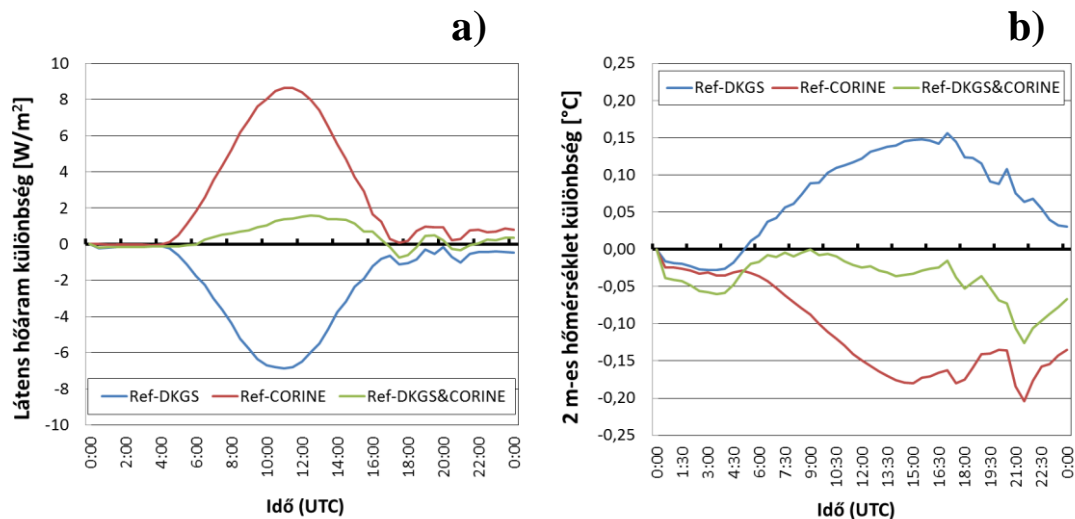 a)
Látens hőáram különbség [W/m²]
10
8
6
4
2
0
-2
-4
-6
-8
-10
Ref-DKGS Ref-CORINE Ref-DKGS&CORINE
0:00 2:00 4:00 6:00 8:00 10:00 12:00 14:00 16:00 18:00 20:00 22:00 0:00
Idő (UTC)
b)
2 m-es hőmérséklet különbség [°C]
0,25
0,20
0,15
0,10
0,05
0,00
-0,05
-0,10
-0,15
-0,20
-0,25
Ref-DKGS Ref-CORINE Ref-DKGS&CORINE
0:00 1:30 3:00 4:30 6:00 7:30 9:00 10:30 12:00 13:30 15:00 16:30 18:00 19:30 21:00 22:30 0:00
Idő (UTC)